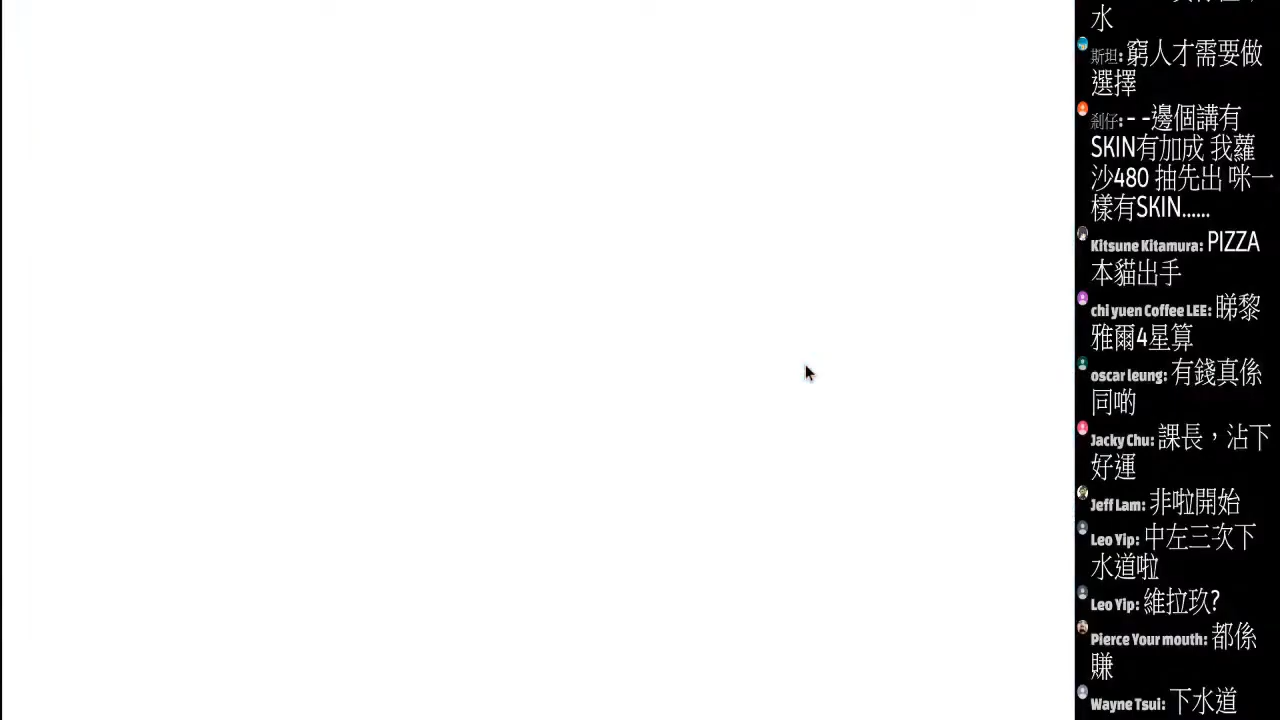 水
斯坦: 窮人才需要做
選擇
剎仔: - -邊個講有
SKIN有加成 我蘿
沙480 抽先出 咪一
樣有SKIN......
Kitsune Kitamura: PIZZA
本貓出手
chi yuen Coffee LEE: 睇黎
雅爾4星算
oscar leung: 有錢真係
同啲
Jacky Chu: 課長，沾下
好運
Jeff Lam: 非啦開始
Leo Yip: 中左三次下
水道啦
Leo Yip: 維拉玖?
Pierce Your mouth: 都係
賺
Wayne Tsui: 下水道